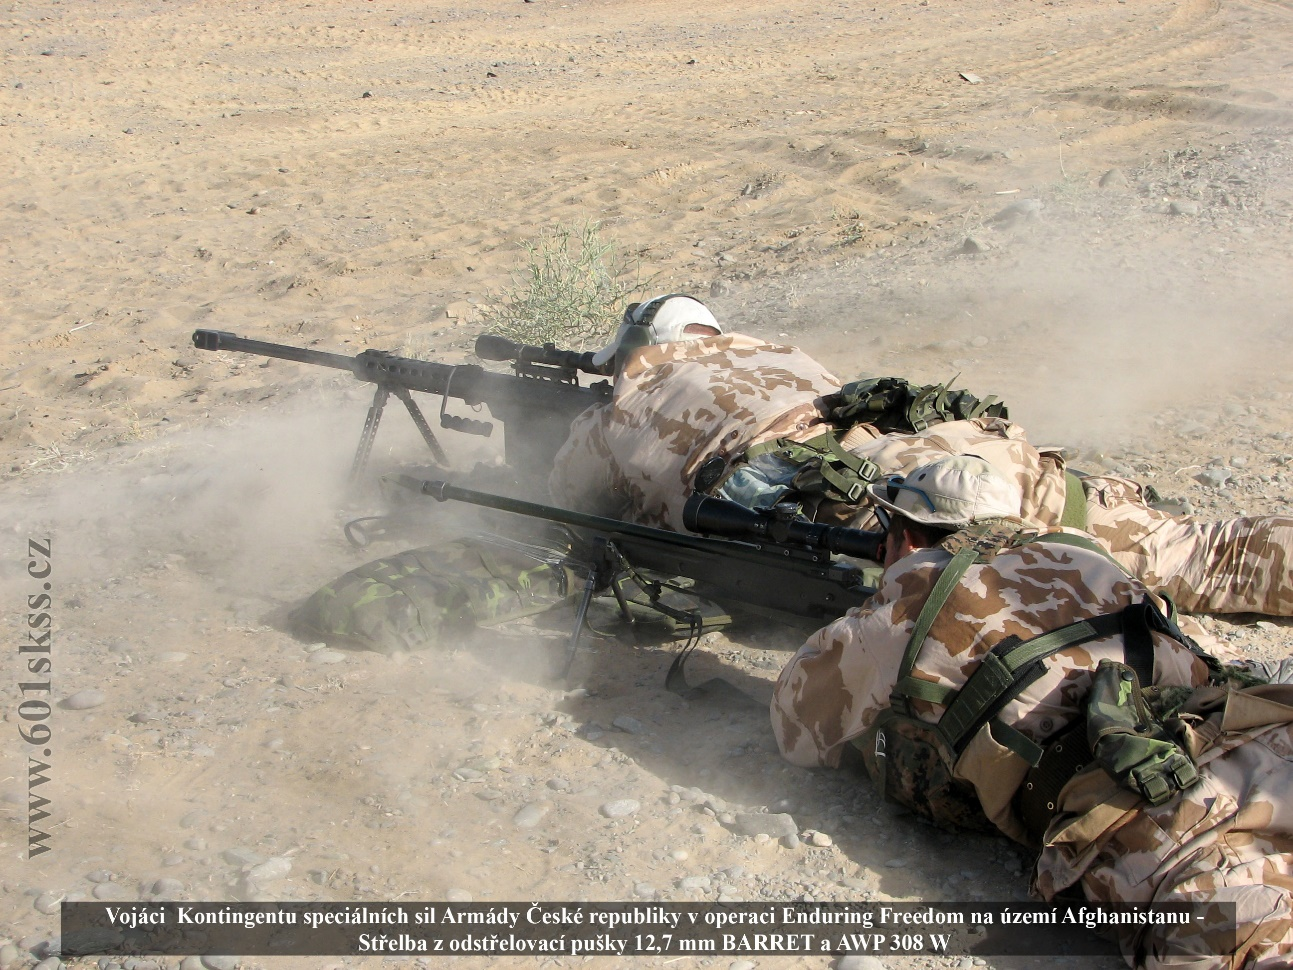 www.601skss.cz
Vojáci  Kontingentu speciálních sil Armády České republiky v operaci Enduring Freedom na území Afghanistanu -
Střelba z odstřelovací pušky 12,7 mm BARRET a AWP 308 W